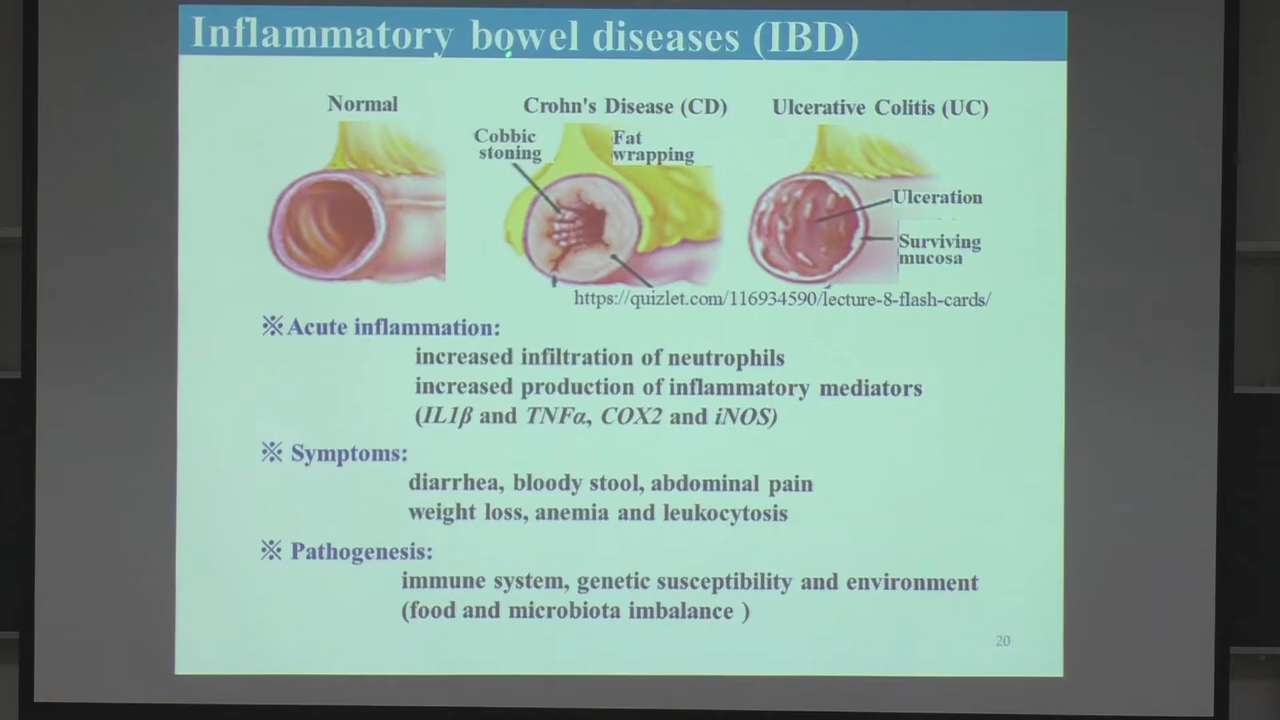 Inflammatory bowel diseases (IBD)
Normal
Crohn's Disease (CD)
Ulcerative Colitis (UC)
Cobbic
stoning
Fat
wrapping
Ulceration
Surviving
mucosa
https://quizlet.com/116934590/lecture-8-flash-cards/
※Acute inflammation:
increased infiltration of neutrophils
increased production of inflammatory mediators
(IL1β and TNFα, COX2 and iNOS)
※ Symptoms:
diarrhea, bloody stool, abdominal pain
weight loss, anemia and leukocytosis
※ Pathogenesis:
immune system, genetic susceptibility and environment
(food and microbiota imbalance )
20